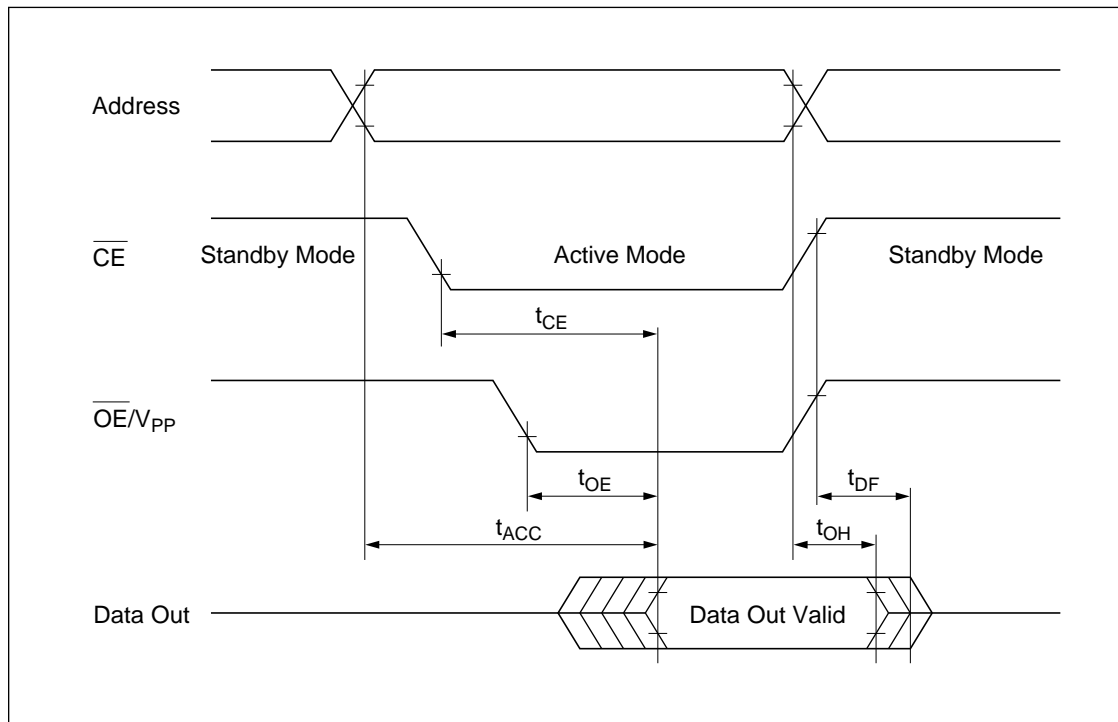 Address
CE
Standby Mode
Active Mode
Standby Mode
tCE
OE/VPP
tOE
tDF
tACC
tOH
Data Out
Data Out Valid